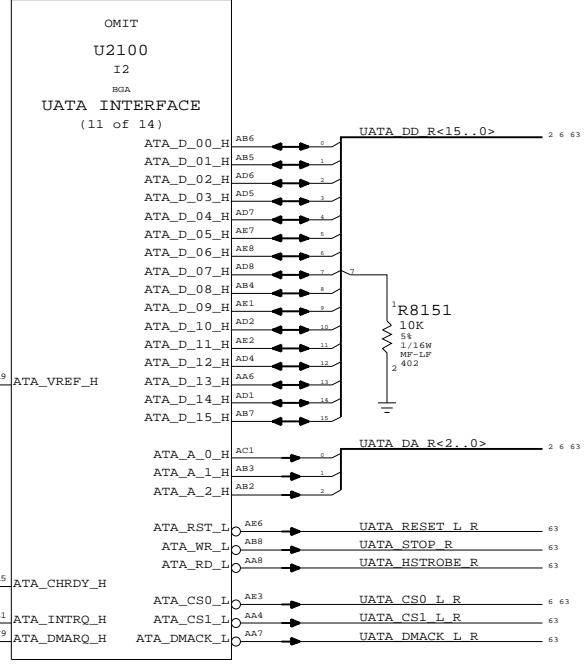 OMIT
U2100
I2
BGA
UATA INTERFACE
(11 of 14)
UATA_DD_R<15..0> 2 6 63
ATA_D_00_H AB6 0
ATA_D_01_H AB5 1
ATA_D_02_H AD6 2
ATA_D_03_H AD5 3
ATA_D_04_H AD7 4
ATA_D_05_H AE7 5
ATA_D_06_H AE8 6
ATA_D_07_H AD8 7 7
ATA_D_08_H AB4 8
ATA_D_09_H AE1 9
ATA_D_10_H AD2 10
ATA_D_11_H AE2 11
ATA_D_12_H AD4 12
ATA_VREF_H ATA_D_13_H AA6 13
ATA_D_14_H AD1 14
ATA_D_15_H AB7 15
1
R8151
10K
5%
1/16W
MF-LF
402
2
UATA_DA_R<2..0> 2 6 63
ATA_A_0_H AC1 0
ATA_A_1_H AB3 1
ATA_A_2_H AB2 2
ATA_RST_L AE6 UATA_RESET_L_R 63
ATA_WR_L AB8 UATA_STOP_R 63
ATA_RD_L AA8 UATA_HSTROBE_R 63
ATA_CHRDY_H
ATA_CS0_L AE3 UATA_CS0_L_R 6 63
ATA_INTRQ_H ATA_CS1_L AA4 UATA_CS1_L_R 63
ATA_DMARQ_H ATA_DMACK_L AA7 UATA_DMACK_L_R 63